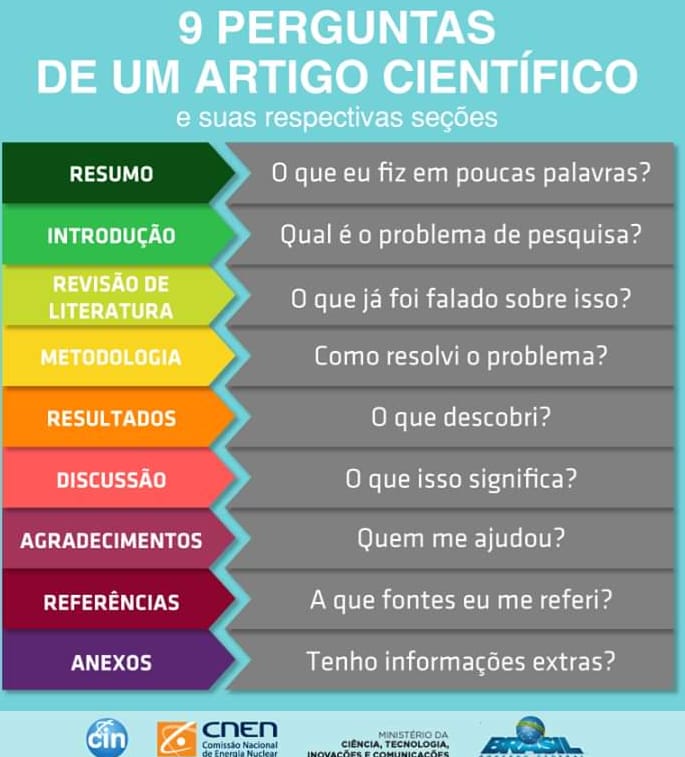 9 PERGUNTAS
DE UM ARTIGO CIENTÍFICO
e suas respectivas seções
RESUMO
O que eu fiz em poucas palavras?
INTRODUÇÃO
Qual é o problema de pesquisa?
REVISÃO DE
LITERATURA
O que já foi falado sobre isso?
METODOLOGIA
Como resolvi o problema?
RESULTADOS
O que descobri?
DISCUSSÃO
O que isso significa?
AGRADECIMENTOS
Quem me ajudou?
REFERÊNCIAS
A que fontes eu me referi?
ANEXOS
Tenho informações extras?
cin
CNEN
Comissão Nacional
de Energia Nuclear
MINISTÉRIO DA
CIÊNCIA, TECNOLOGIA,
INOVAÇÕES E COMUNICAÇÕES
BRASIL
GOVERNO FEDERAL